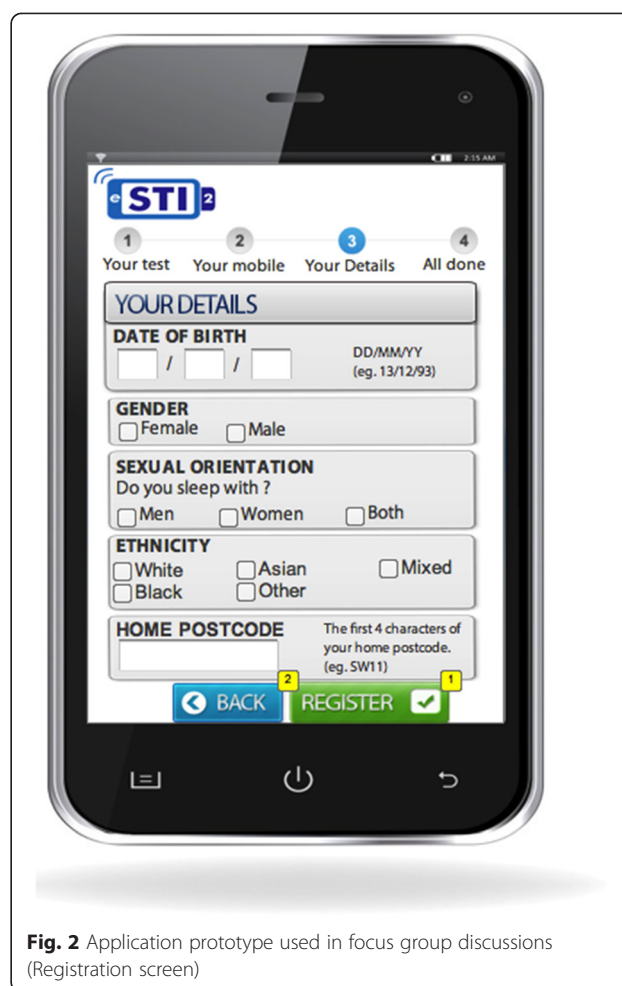 2:15 AM
eSTI 2
1 2 3 4
Your test Your mobile Your Details All done
YOUR DETAILS
DATE OF BIRTH
/ / DD/MM/YY
(eg. 13/12/93)
GENDER
Female Male
SEXUAL ORIENTATION
Do you sleep with ?
Men Women Both
ETHNICITY
White Asian Mixed
Black Other
HOME POSTCODE
The first 4 characters of
your home postcode.
(eg. SW11)
2 1
BACK REGISTER
Fig. 2 Application prototype used in focus group discussions
(Registration screen)